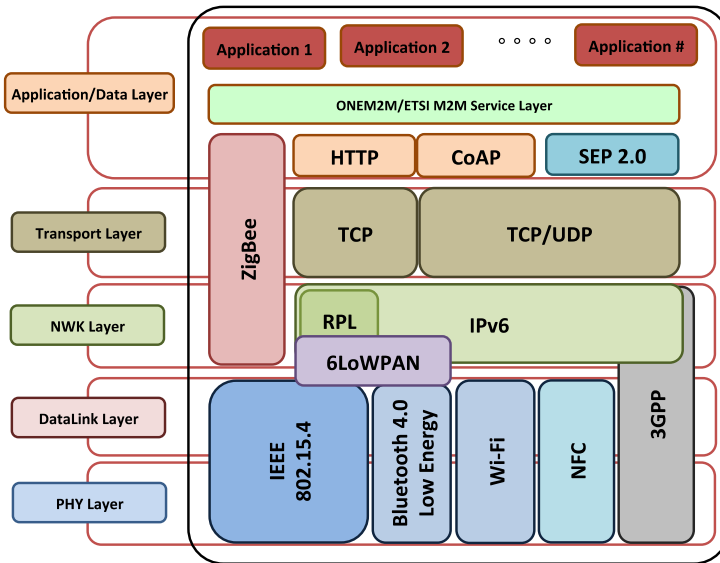 Application 1
Application 2
Application #
Application/Data Layer
ONEM2M/ETSI M2M Service Layer
HTTP
CoAP
SEP 2.0
ZigBee
Transport Layer
TCP
TCP/UDP
NWK Layer
RPL
IPv6
6LoWPAN
DataLink Layer
IEEE
802.15.4
Bluetooth 4.0
Low Energy
Wi-Fi
NFC
3GPP
PHY Layer